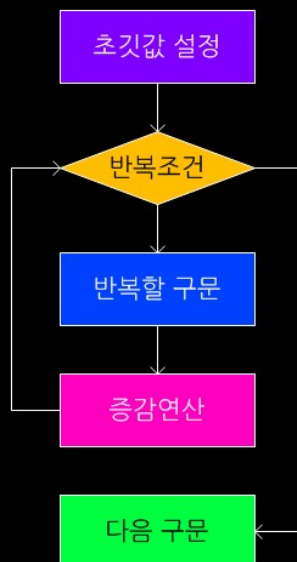 초깃값 설정
반복조건
반복할 구문
증감연산
다음 구문